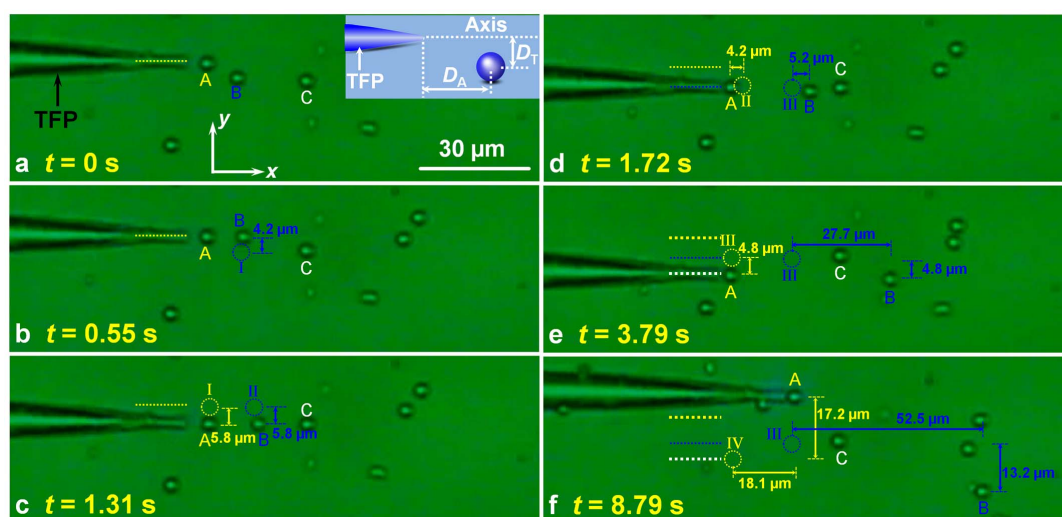 A
B
C
TFP
y
x
a t = 0 s
Axis
TFP
D_T
D_A
30 μm
B
4.2 μm
A
I
C
b t = 0.55 s
I
II
C
A
5.8 μm
B
5.8 μm
c t = 1.31 s
4.2 μm
5.2 μm
C
A
II
III
B
d t = 1.72 s
III
4.8 μm
27.7 μm
III
C
4.8 μm
A
B
e t = 3.79 s
A
17.2 μm
52.5 μm
IV
III
C
18.1 μm
13.2 μm
B
f t = 8.79 s